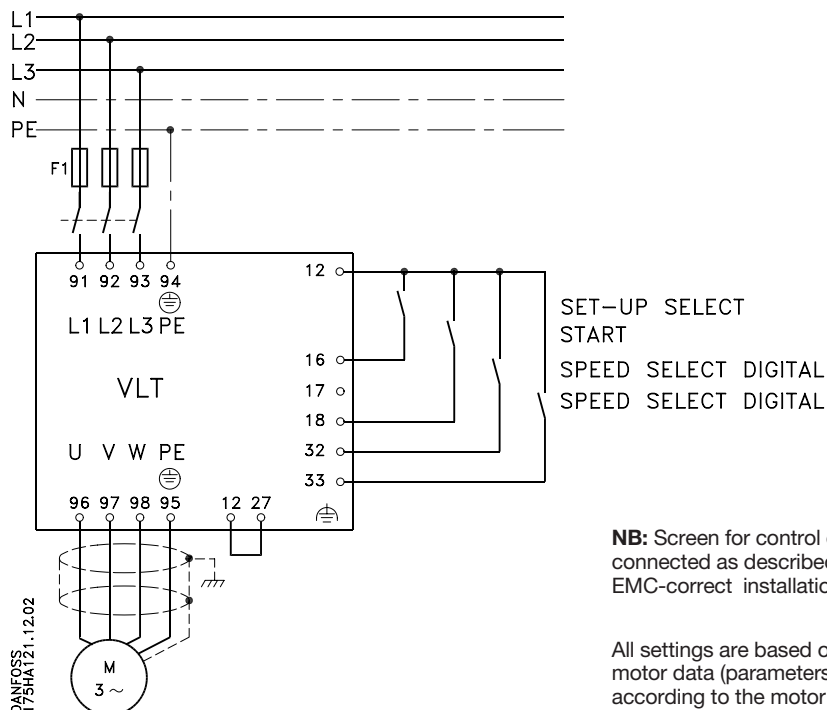 L1
L2
L3
N
PE
F1
91 92 93 94
L1 L2 L3 PE
VLT
U V W PE
96 97 98 95
12 27
12
16
17
18
32
33
SET-UP SELECT
START
SPEED SELECT DIGITAL
SPEED SELECT DIGITAL
M
3 ~
DANFOSS
175HA121.12.02
NB: Screen for control
connected as described
EMC-correct installatio
All settings are based o
motor data (parameters
according to the motor